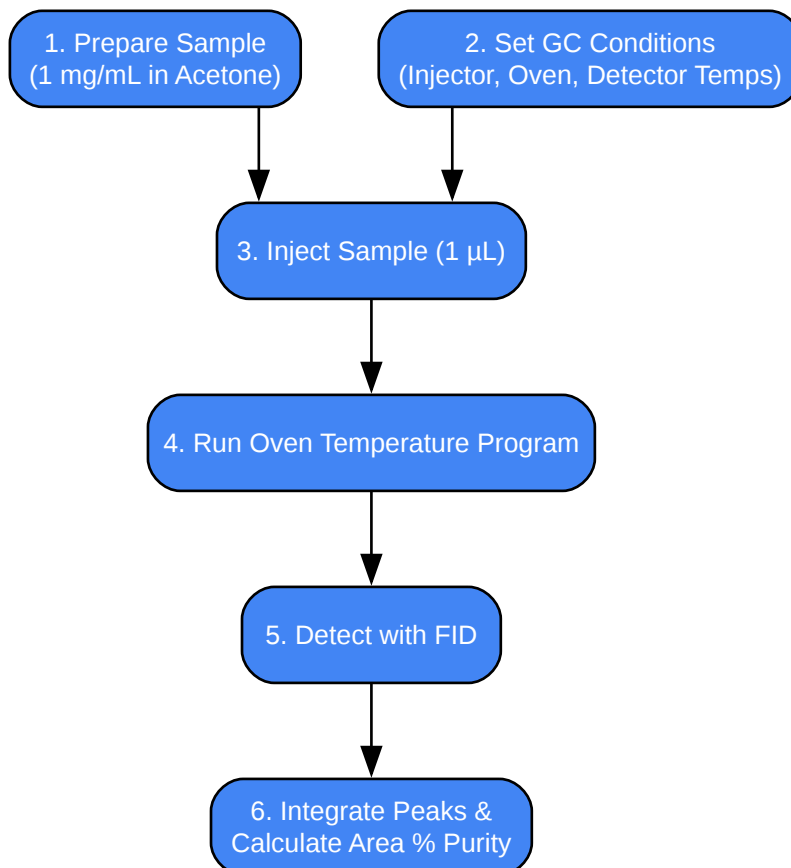 1. Prepare Sample
(1 mg/mL in Acetone)
2. Set GC Conditions
(Injector, Oven, Detector Temps)
3. Inject Sample (1 µL)
4. Run Oven Temperature Program
5. Detect with FID
6. Integrate Peaks &
Calculate Area % Purity